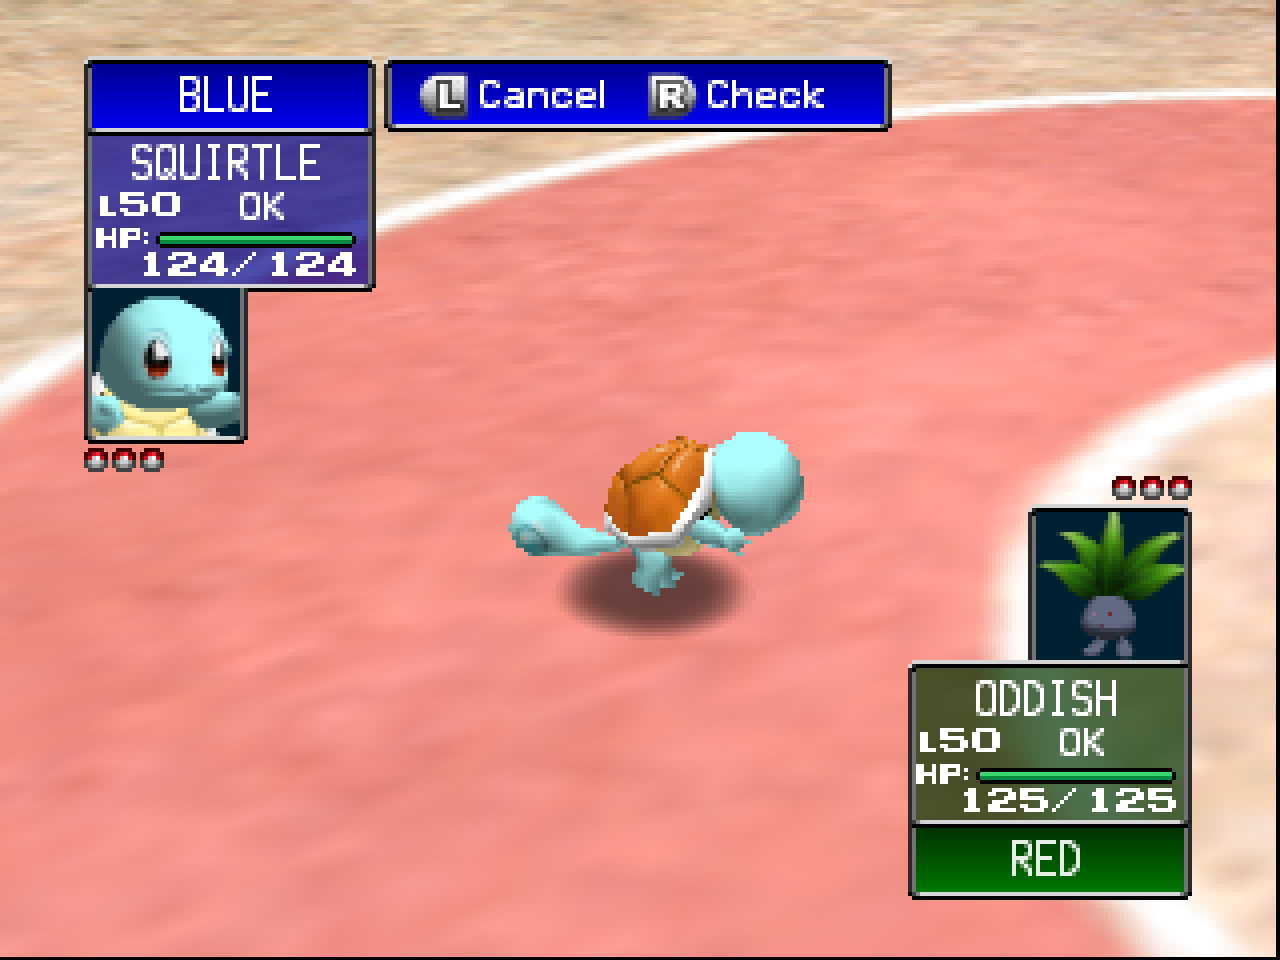 BLUE
L Cancel R Check
SQUIRTLE
L50 OK
HP:
124/124
ODDISH
L50 OK
HP:
125/125
RED